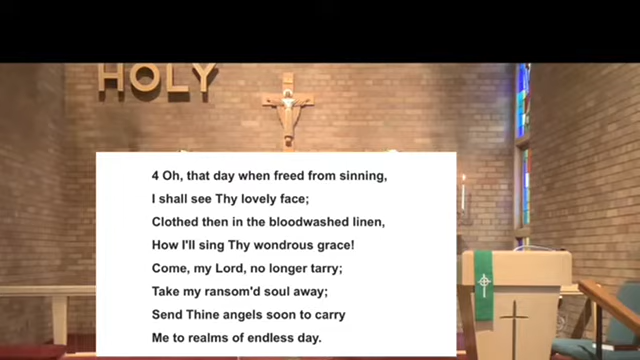 HOLY
4 Oh, that day when freed from sinning,
I shall see Thy lovely face;
Clothed then in the bloodwashed linen,
How I'll sing Thy wondrous grace!
Come, my Lord, no longer tarry;
Take my ransom'd soul away;
Send Thine angels soon to carry
Me to realms of endless day.